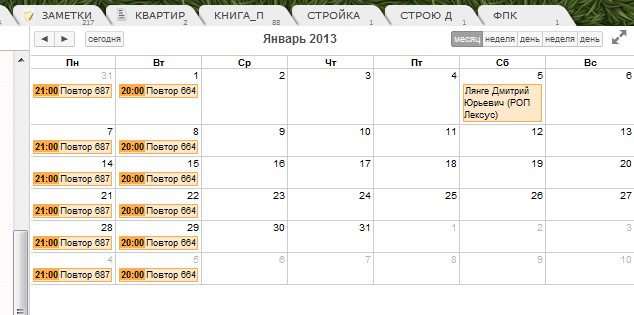 ЗАМЕТКИ КВАРТИР КНИГА_П СТРОЙКА СТРОЮ Д ФПК
4 217 2 88 1 1 1
◄ ► сегодня Январь 2013 месяц неделя день неделя день
Пн Вт Ср Чт Пт Сб Вс
31 1 2 3 4 5 6
21:00 Повтор 687 20:00 Повтор 664 Лянге Дмитрий
Юрьевич (РОП
Лексус)
7 8 9 10 11 12 13
21:00 Повтор 687 20:00 Повтор 664
14 15 16 17 18 19 20
21:00 Повтор 687 20:00 Повтор 664
21 22 23 24 25 26 27
21:00 Повтор 687 20:00 Повтор 664
28 29 30 31 1 2 3
21:00 Повтор 687 20:00 Повтор 664
4 5 6 7 8 9 10
21:00 Повтор 687 20:00 Повтор 664